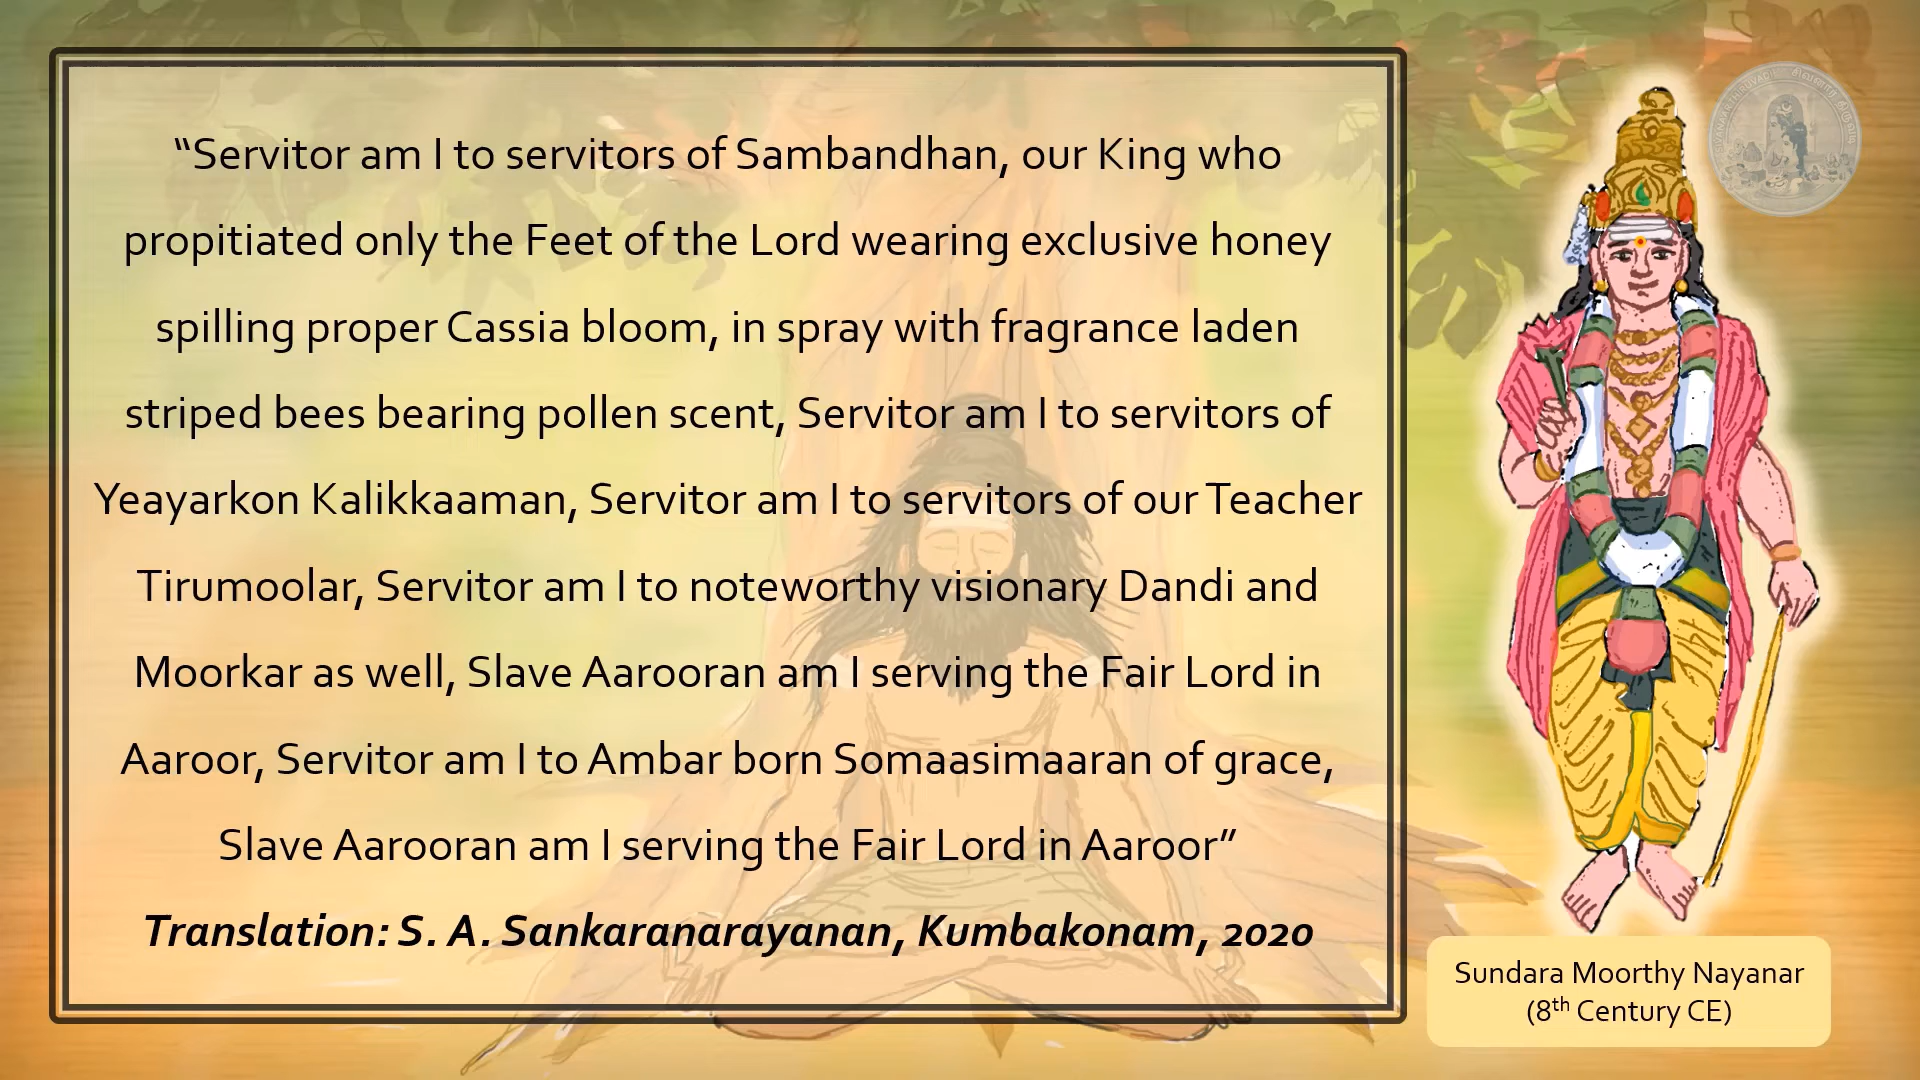 “Servitor am I to servitors of Sambandhan, our King who
propitiated only the Feet of the Lord wearing exclusive honey
spilling proper Cassia bloom, in spray with fragrance laden
striped bees bearing pollen scent, Servitor am I to servitors of
Yeayarkon Kalikkaaman, Servitor am I to servitors of our Teacher
Tirumoolar, Servitor am I to noteworthy visionary Dandi and
Moorkar as well, Slave Aarooran am I serving the Fair Lord in
Aaroor, Servitor am I to Ambar born Somaasimaaran of grace,
Slave Aarooran am I serving the Fair Lord in Aaroor”
Translation: S. A. Sankaranarayanan, Kumbakonam, 2020
Sundara Moorthy Nayanar
(8th Century CE)